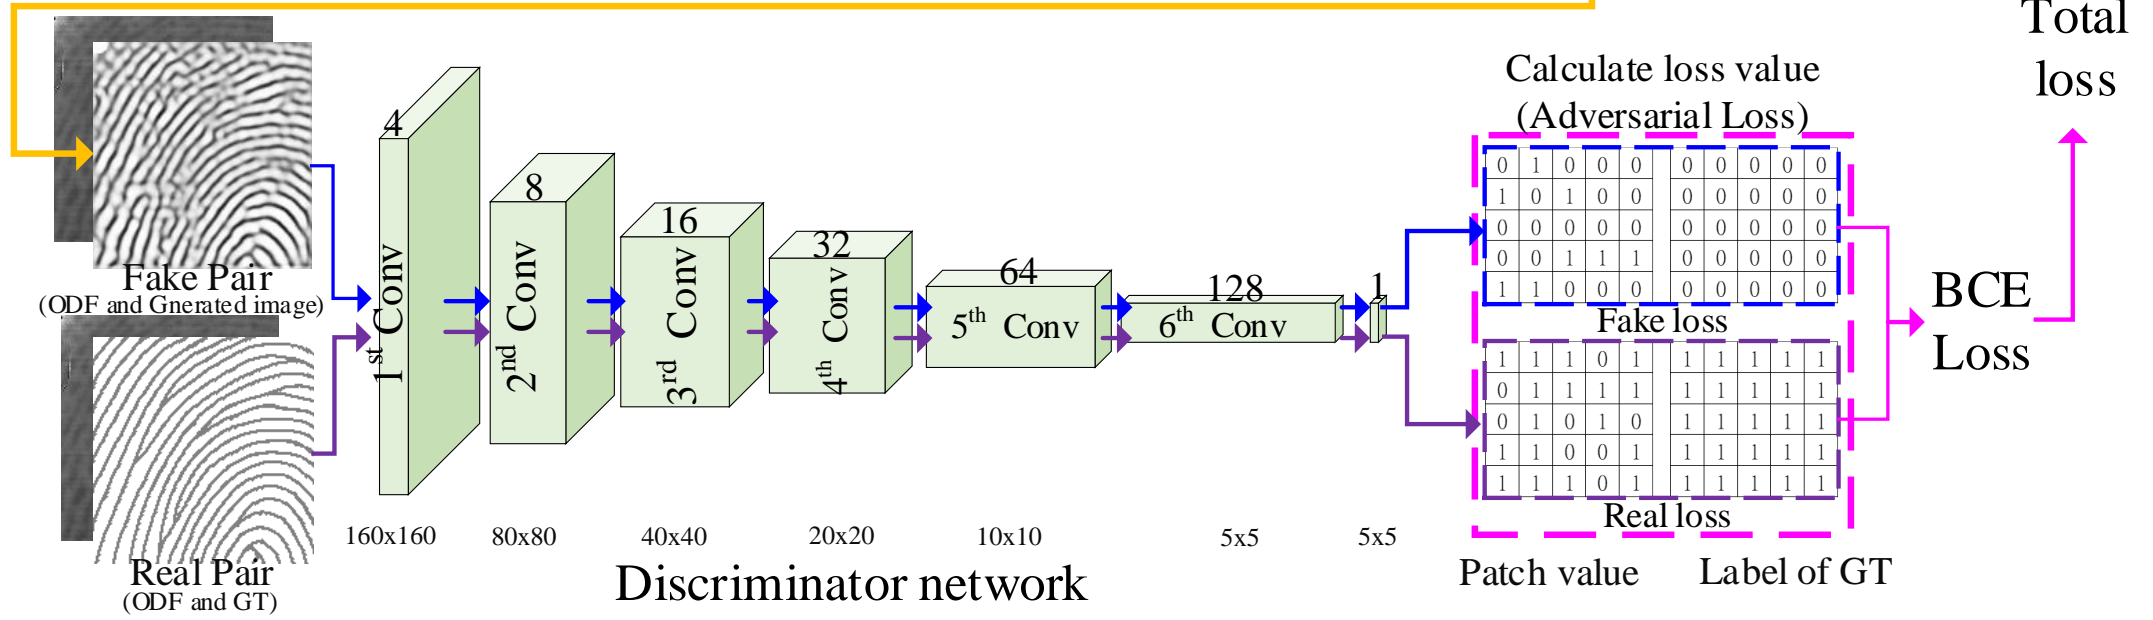 Total
loss
Calculate loss value
(Adversarial Loss)
Fake Pair
(ODF and Gnerated image)
Real Pair
(ODF and GT)
4
1st Conv
8
2nd Conv
16
3rd Conv
32
4th Conv
64
5th Conv
128
6th Conv
1
160x160
80x80
40x40
20x20
10x10
5x5
5x5
Discriminator network
0 1 0 0 0 0 0 0 0 0
1 0 1 0 0 0 0 0 0 0
0 0 0 0 0 0 0 0 0 0
0 0 1 1 1 0 0 0 0 0
1 1 0 0 0 0 0 0 0 0
Fake loss
1 1 1 0 1 1 1 1 1 1
0 1 1 1 1 1 1 1 1 1
0 1 0 1 0 1 1 1 1 1
1 1 0 0 1 1 1 1 1 1
1 1 1 0 1 1 1 1 1 1
Real loss
Patch value
Label of GT
BCE
Loss